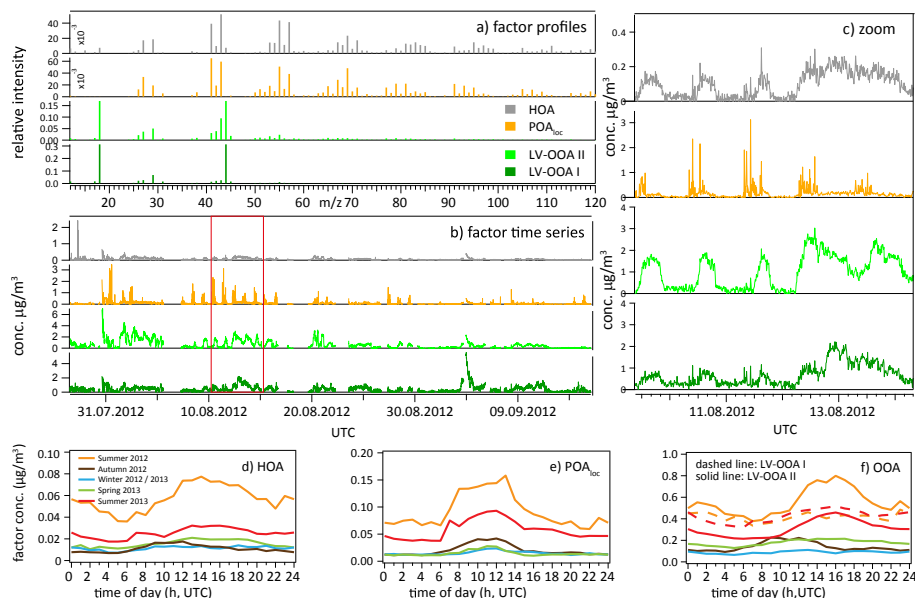 a) factor profiles
relative intensity
x10⁻³
40
20
0
x10⁻³
60
40
20
0
0.15
0.10
0.05
0.00
0.3
0.2
0.1
0.0
HOA
POAloc
LV-OOA II
LV-OOA I
20 30 40 50 60 70 80 90 100 110 120
m/z
b) factor time series
conc. μg/m³
2
1
0
3
2
1
0
6
4
2
0
4
2
0
31.07.2012 10.08.2012 20.08.2012 30.08.2012 09.09.2012
UTC
c) zoom
conc. μg/m³
0.4
0.2
0
3
2
1
0
conc. μg/m³
4
3
2
1
0
4
2
0
11.08.2012 13.08.2012
UTC
d) HOA
factor conc. (μg/m³)
0.10
0.08
0.06
0.04
0.02
0.00
Summer 2012
Autumn 2012
Winter 2012 / 2013
Spring 2013
Summer 2013
0 2 4 6 8 10 12 14 16 18 20 22 24
time of day (h, UTC)
e) POAloc
0.20
0.15
0.10
0.05
0.00
0 2 4 6 8 10 12 14 16 18 20 22 24
time of day (h, UTC)
f) OOA
dashed line: LV-OOA I
solid line: LV-OOA II
1.0
0.8
0.6
0.4
0.2
0.0
0 2 4 6 8 10 12 14 16 18 20 22 24
time of day (h, UTC)